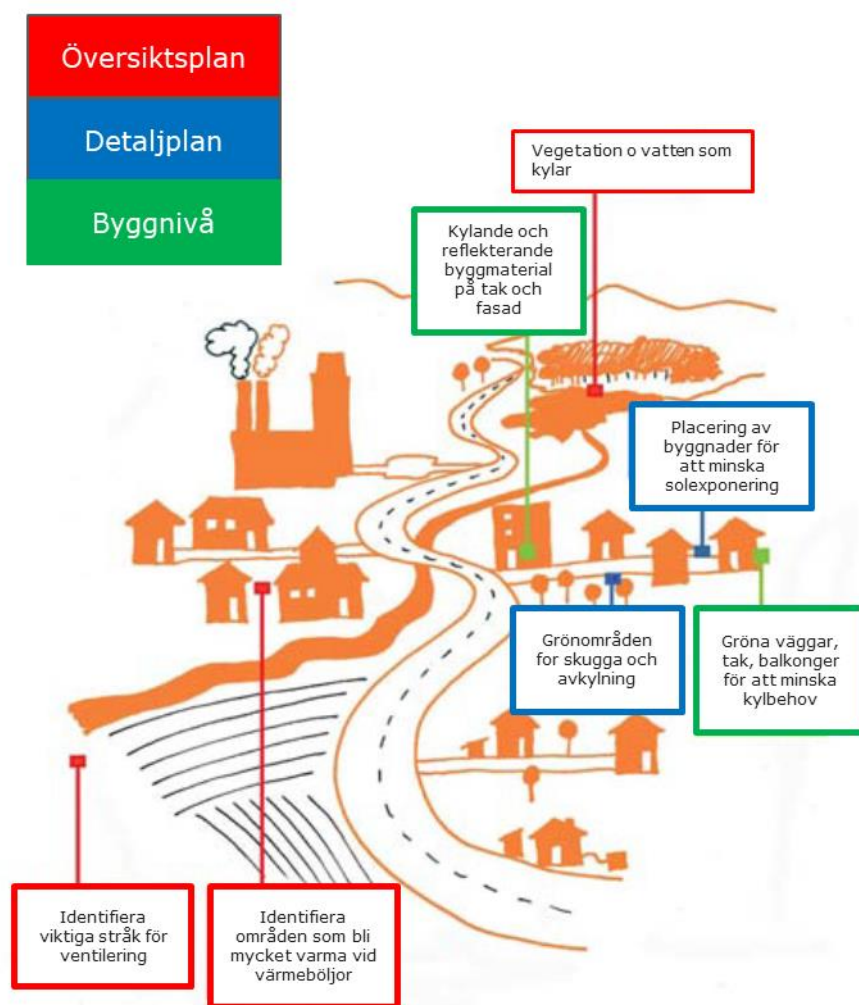 Översiktsplan
Detaljplan
Byggnivå
Vegetation o vatten som
kylar
Kylande och
reflekterande
byggmaterial
på tak och
fasad
Placering av
byggnader för
att minska
solexponering
Grönområden
for skugga och
avkylning
Gröna väggar,
tak, balkonger
för att minska
kylbehov
Identifiera
viktiga stråk för
ventilering
Identifiera
områden som bli
mycket varma vid
värmeböljor